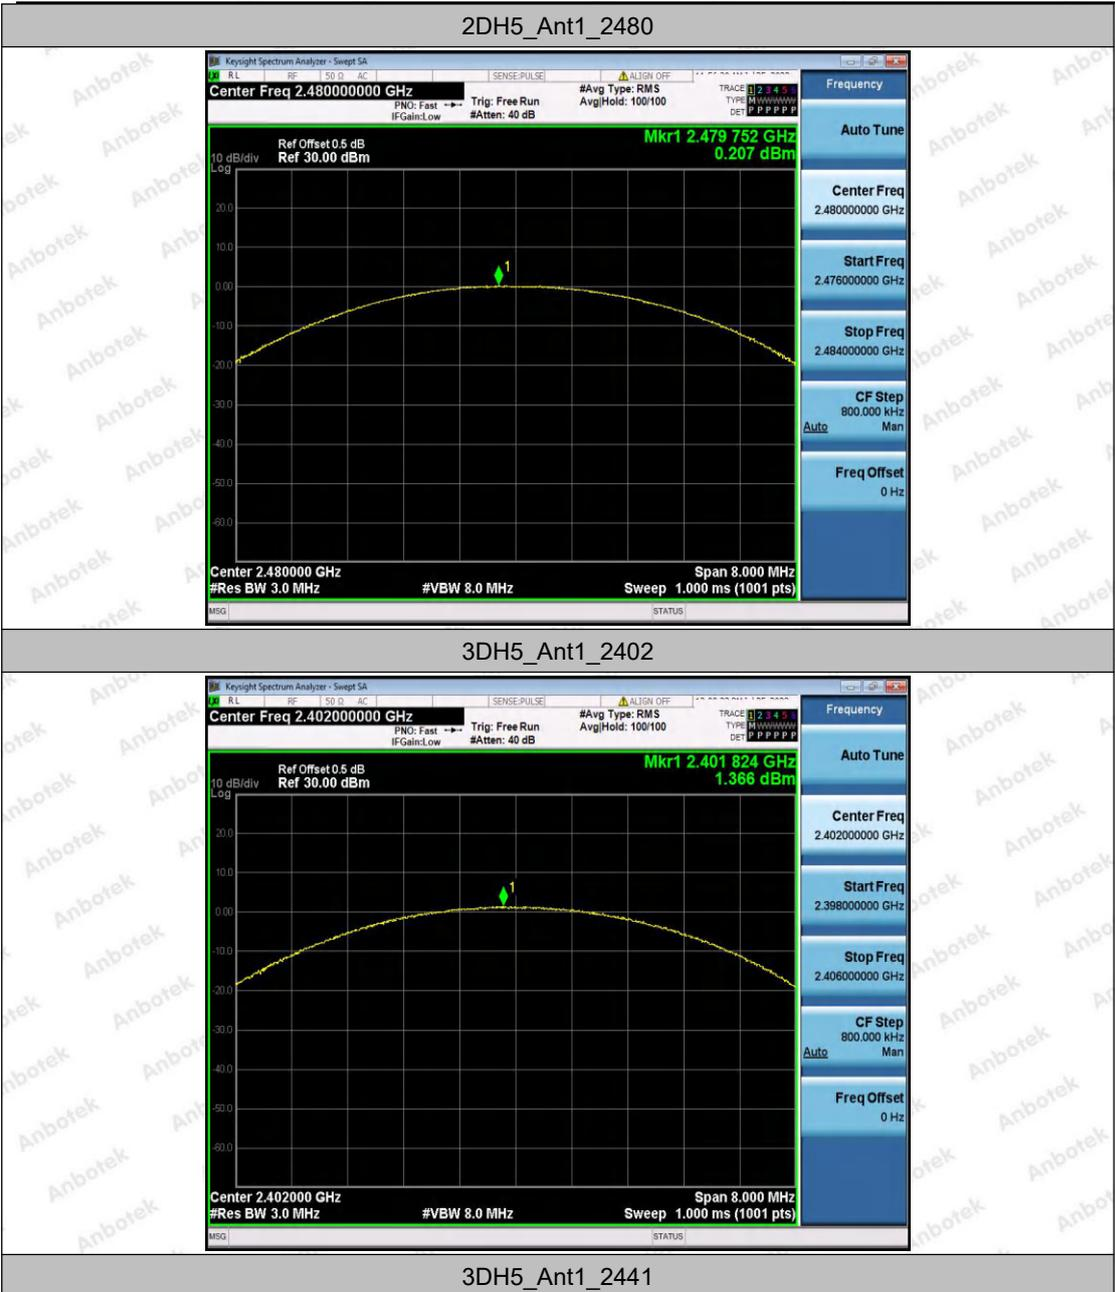 2DH5_Ant1_2480
Keysight Spectrum Analyzer - Swept SA
RL RF 50 Ω AC SENSE:PULSE ALIGN OFF
Center Freq 2.480000000 GHz
PNO: Fast
IFGain:Low
Trig: Free Run
#Atten: 40 dB
#Avg Type: RMS
Avg|Hold: 100/100
TRACE 1 2 3 4 5 6
TYPE M WWWWW
DET P P P P P P
Ref Offset 0.5 dB
10 dB/div Ref 30.00 dBm
Log
Mkr1 2.479 752 GHz
0.207 dBm
20.0
10.0
0.00
-10.0
-20.0
-30.0
-40.0
-50.0
-60.0
1
Center 2.480000 GHz Span 8.000 MHz
#Res BW 3.0 MHz #VBW 8.0 MHz Sweep 1.000 ms (1001 pts)
MSG STATUS
Frequency
Auto Tune
Center Freq
2.480000000 GHz
Start Freq
2.476000000 GHz
Stop Freq
2.484000000 GHz
CF Step
800.000 kHz
Auto Man
Freq Offset
0 Hz
3DH5_Ant1_2402
Keysight Spectrum Analyzer - Swept SA
RL RF 50 Ω AC SENSE:PULSE ALIGN OFF
Center Freq 2.402000000 GHz
PNO: Fast
IFGain:Low
Trig: Free Run
#Atten: 40 dB
#Avg Type: RMS
Avg|Hold: 100/100
TRACE 1 2 3 4 5 6
TYPE M WWWWW
DET P P P P P P
Ref Offset 0.5 dB
10 dB/div Ref 30.00 dBm
Log
Mkr1 2.401 824 GHz
1.366 dBm
20.0
10.0
0.00
-10.0
-20.0
-30.0
-40.0
-50.0
-60.0
1
Center 2.402000 GHz Span 8.000 MHz
#Res BW 3.0 MHz #VBW 8.0 MHz Sweep 1.000 ms (1001 pts)
MSG STATUS
Frequency
Auto Tune
Center Freq
2.402000000 GHz
Start Freq
2.398000000 GHz
Stop Freq
2.406000000 GHz
CF Step
800.000 kHz
Auto Man
Freq Offset
0 Hz
3DH5_Ant1_2441
Anbotek